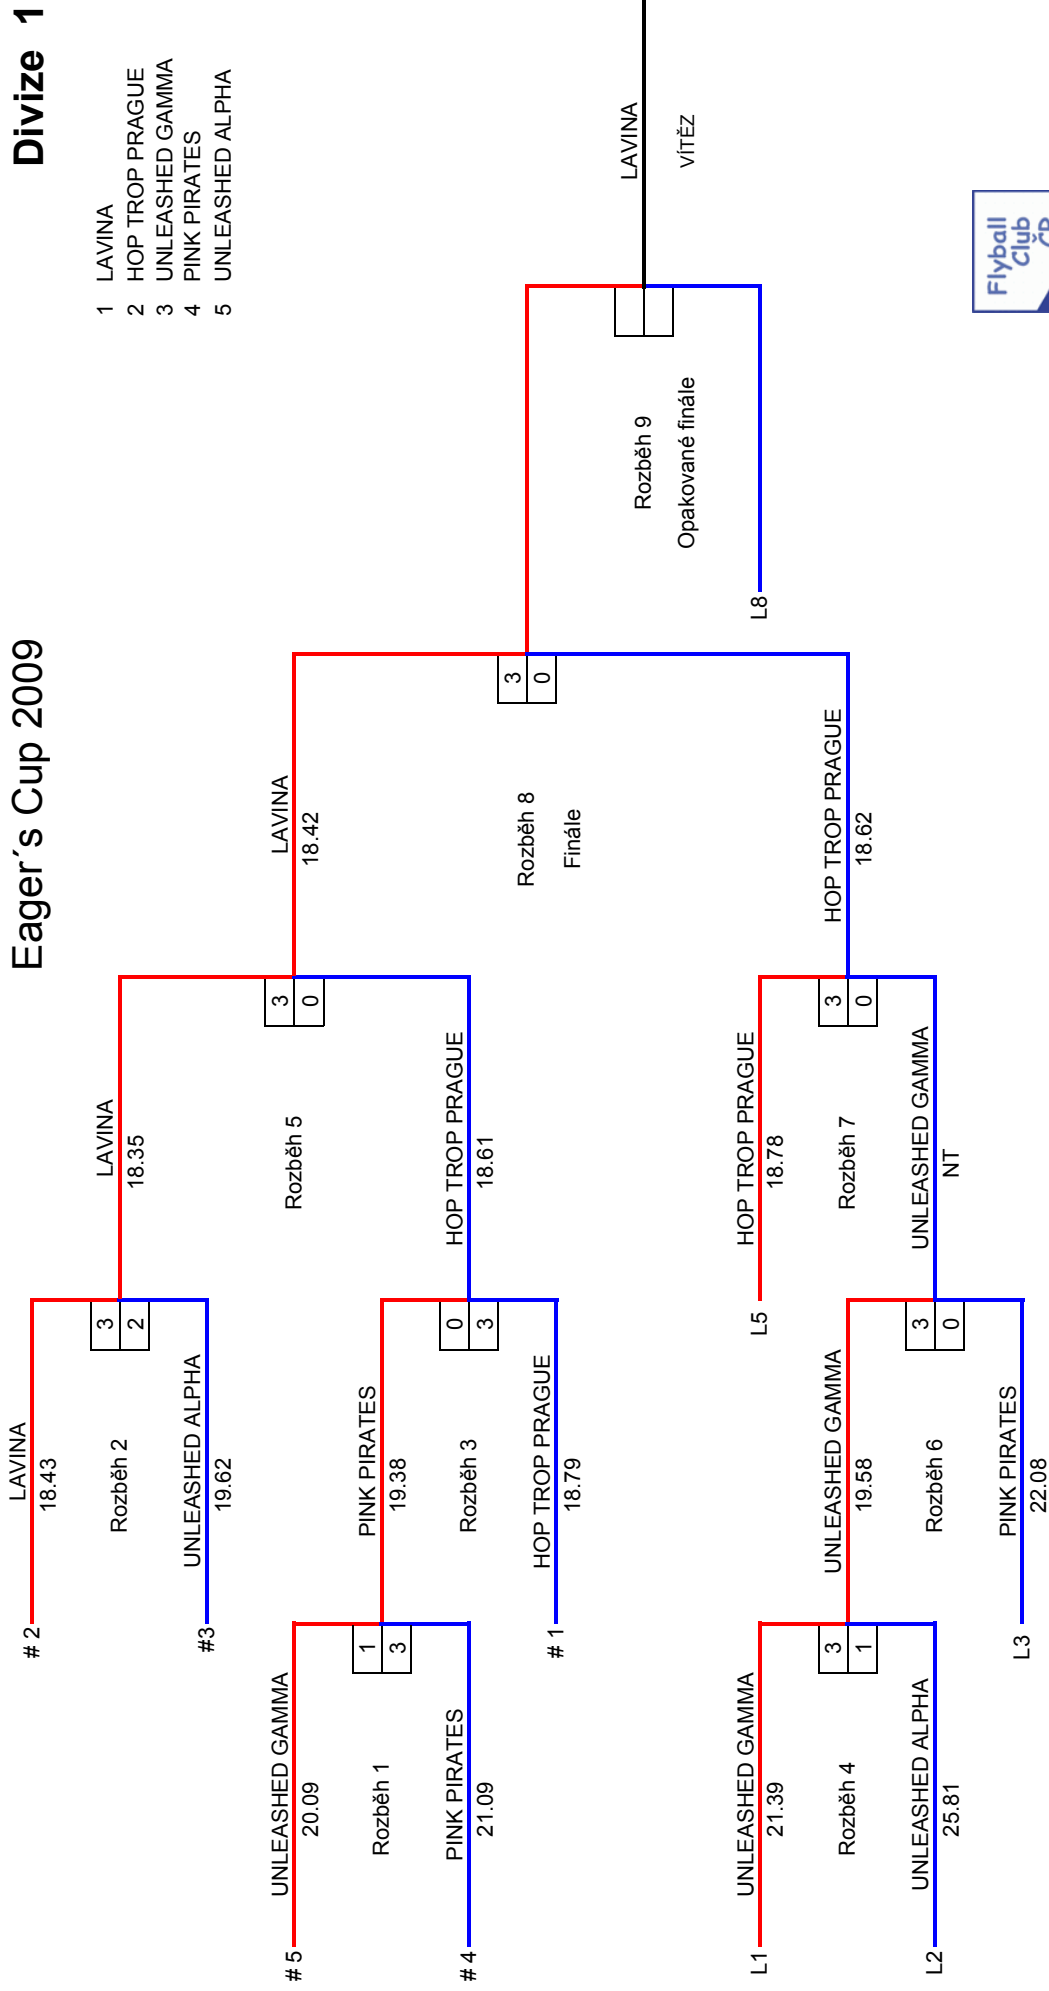 Eager´s Cup 2009
Divize 1
1 LAVINA
2 HOP TROP PRAGUE
3 UNLEASHED GAMMA
4 PINK PIRATES
5 UNLEASHED ALPHA
# 2
LAVINA
18.43
Rozběh 2
3
2
#3
UNLEASHED ALPHA
19.62
LAVINA
18.35
Rozběh 5
3
0
# 5
UNLEASHED GAMMA
20.09
Rozběh 1
1
3
# 4
PINK PIRATES
21.09
PINK PIRATES
19.38
Rozběh 3
0
3
# 1
HOP TROP PRAGUE
18.79
HOP TROP PRAGUE
18.61
LAVINA
18.42
Rozběh 8
Finále
3
0
LAVINA
VÍTĚZ
Rozběh 9
Opakované finále
L8
L1
UNLEASHED GAMMA
21.39
Rozběh 4
3
1
L2
UNLEASHED ALPHA
25.81
UNLEASHED GAMMA
19.58
Rozběh 6
3
0
L3
PINK PIRATES
22.08
L5
HOP TROP PRAGUE
18.78
Rozběh 7
3
0
UNLEASHED GAMMA
NT
HOP TROP PRAGUE
18.62
Flyball
Club
ČR